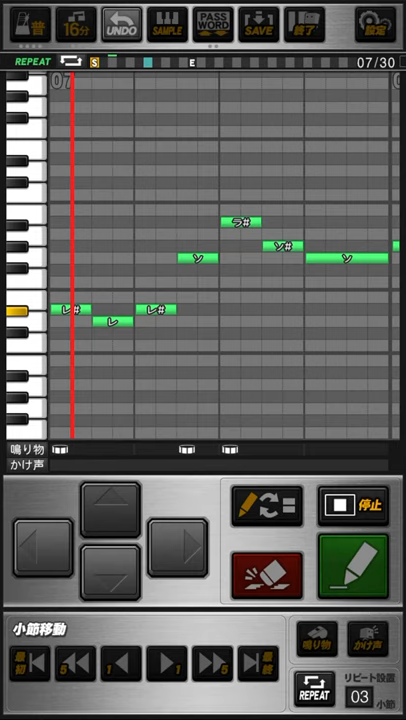 普 16分 UNDO SAMPLE PASS WORD SAVE 終了 設定
REPEAT S E 07/30
07
ラ#
ソ#
ソ ソ
レ# レ#
レ
鳴り物
かけ声
停止
小節移動
最初 5 1 1 5 最終
鳴り物 かけ声
リピート設置
REPEAT 03 小節